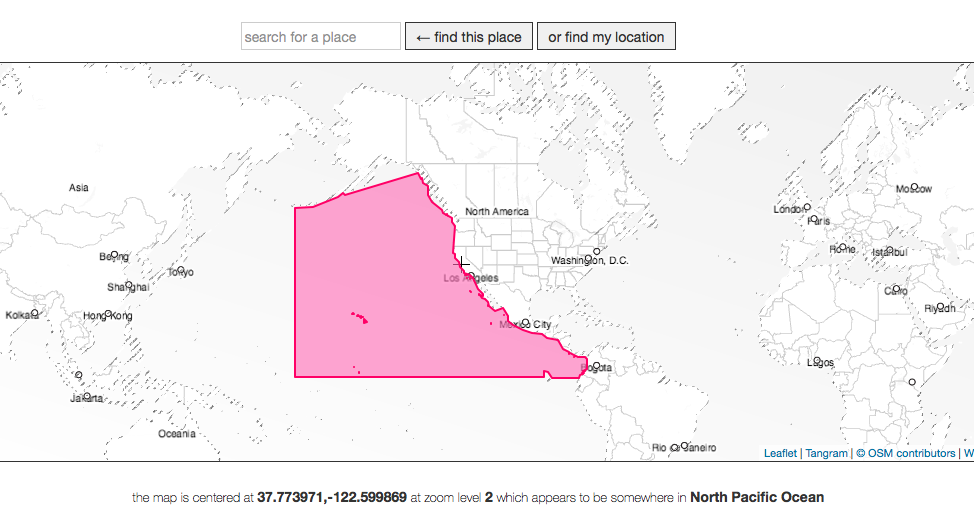 search for a place
← find this place
or find my location
Asia
Moscow
North America
London
Paris
Rome
Istanbul
Washington, D.C.
Beijing
Tokyo
Los Angeles
Shanghai
Cairo
Kolkata
Hong Kong
Riyadh
Mexico City
Lagos
Bogota
Jakarta
Oceania
Rio de Janeiro
Leaflet | Tangram | © OSM contributors | W
the map is centered at 37.773971,-122.599869 at zoom level 2 which appears to be somewhere in North Pacific Ocean